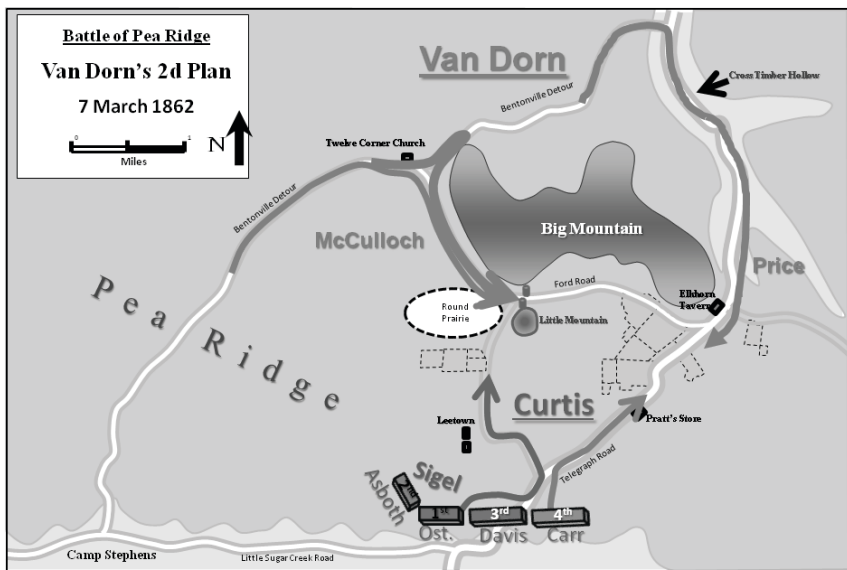 Battle of Pea Ridge
Van Dorn's 2d Plan
7 March 1862
0
1
Miles
N
Van Dorn
Cross Timber Hollow
Bentonville Detour
Twelve Corner Church
Bentonville Detour
McCulloch
Big Mountain
Price
Ford Road
Elkhorn
Tavern
Round
Prairie
Little Mountain
Pea Ridge
Curtis
Leetown
Pratt's Store
Telegraph Road
Sigel
Asboth
2nd
1st
3rd
4th
Ost.
Davis
Carr
Camp Stephens
Little Sugar Creek Road